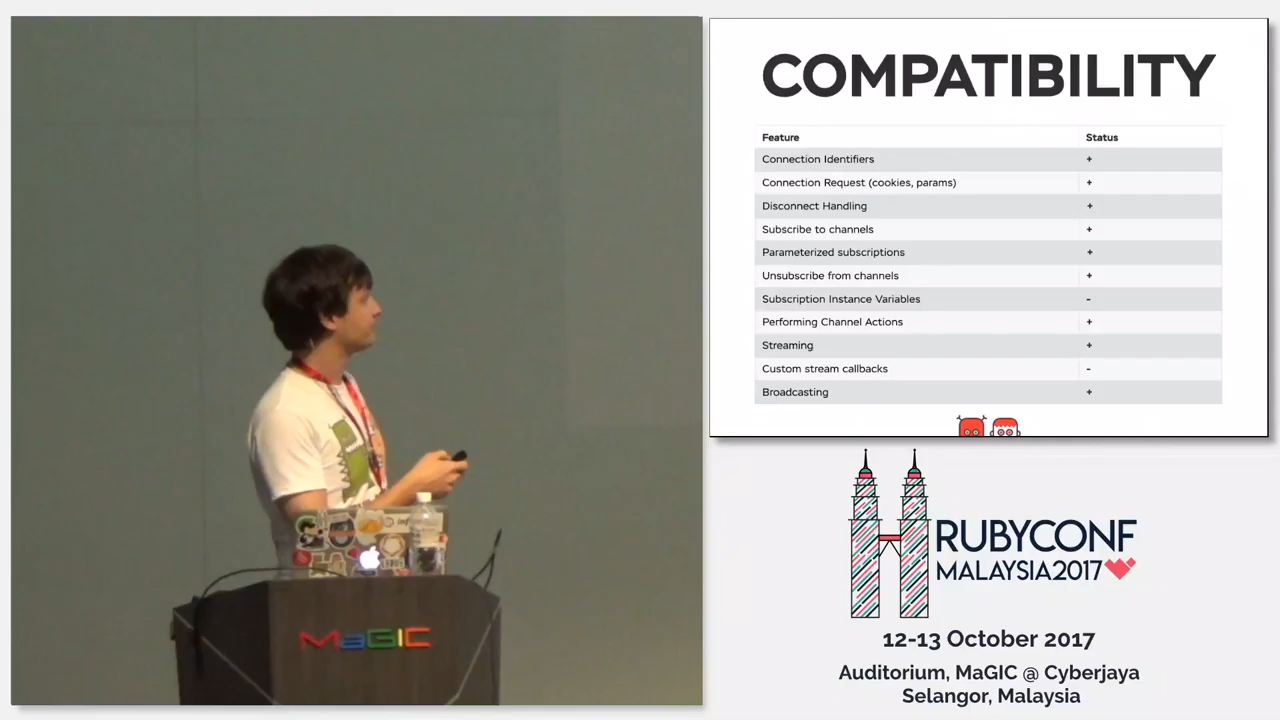 COMPATIBILITY
Feature Status
Connection Identifiers +
Connection Request (cookies, params) +
Disconnect Handling +
Subscribe to channels +
Parameterized subscriptions +
Unsubscribe from channels +
Subscription Instance Variables -
Performing Channel Actions +
Streaming +
Custom stream callbacks -
Broadcasting +
MaGIC
RUBYCONF
MALAYSIA2017
12-13 October 2017
Auditorium, MaGIC @ Cyberjaya
Selangor, Malaysia